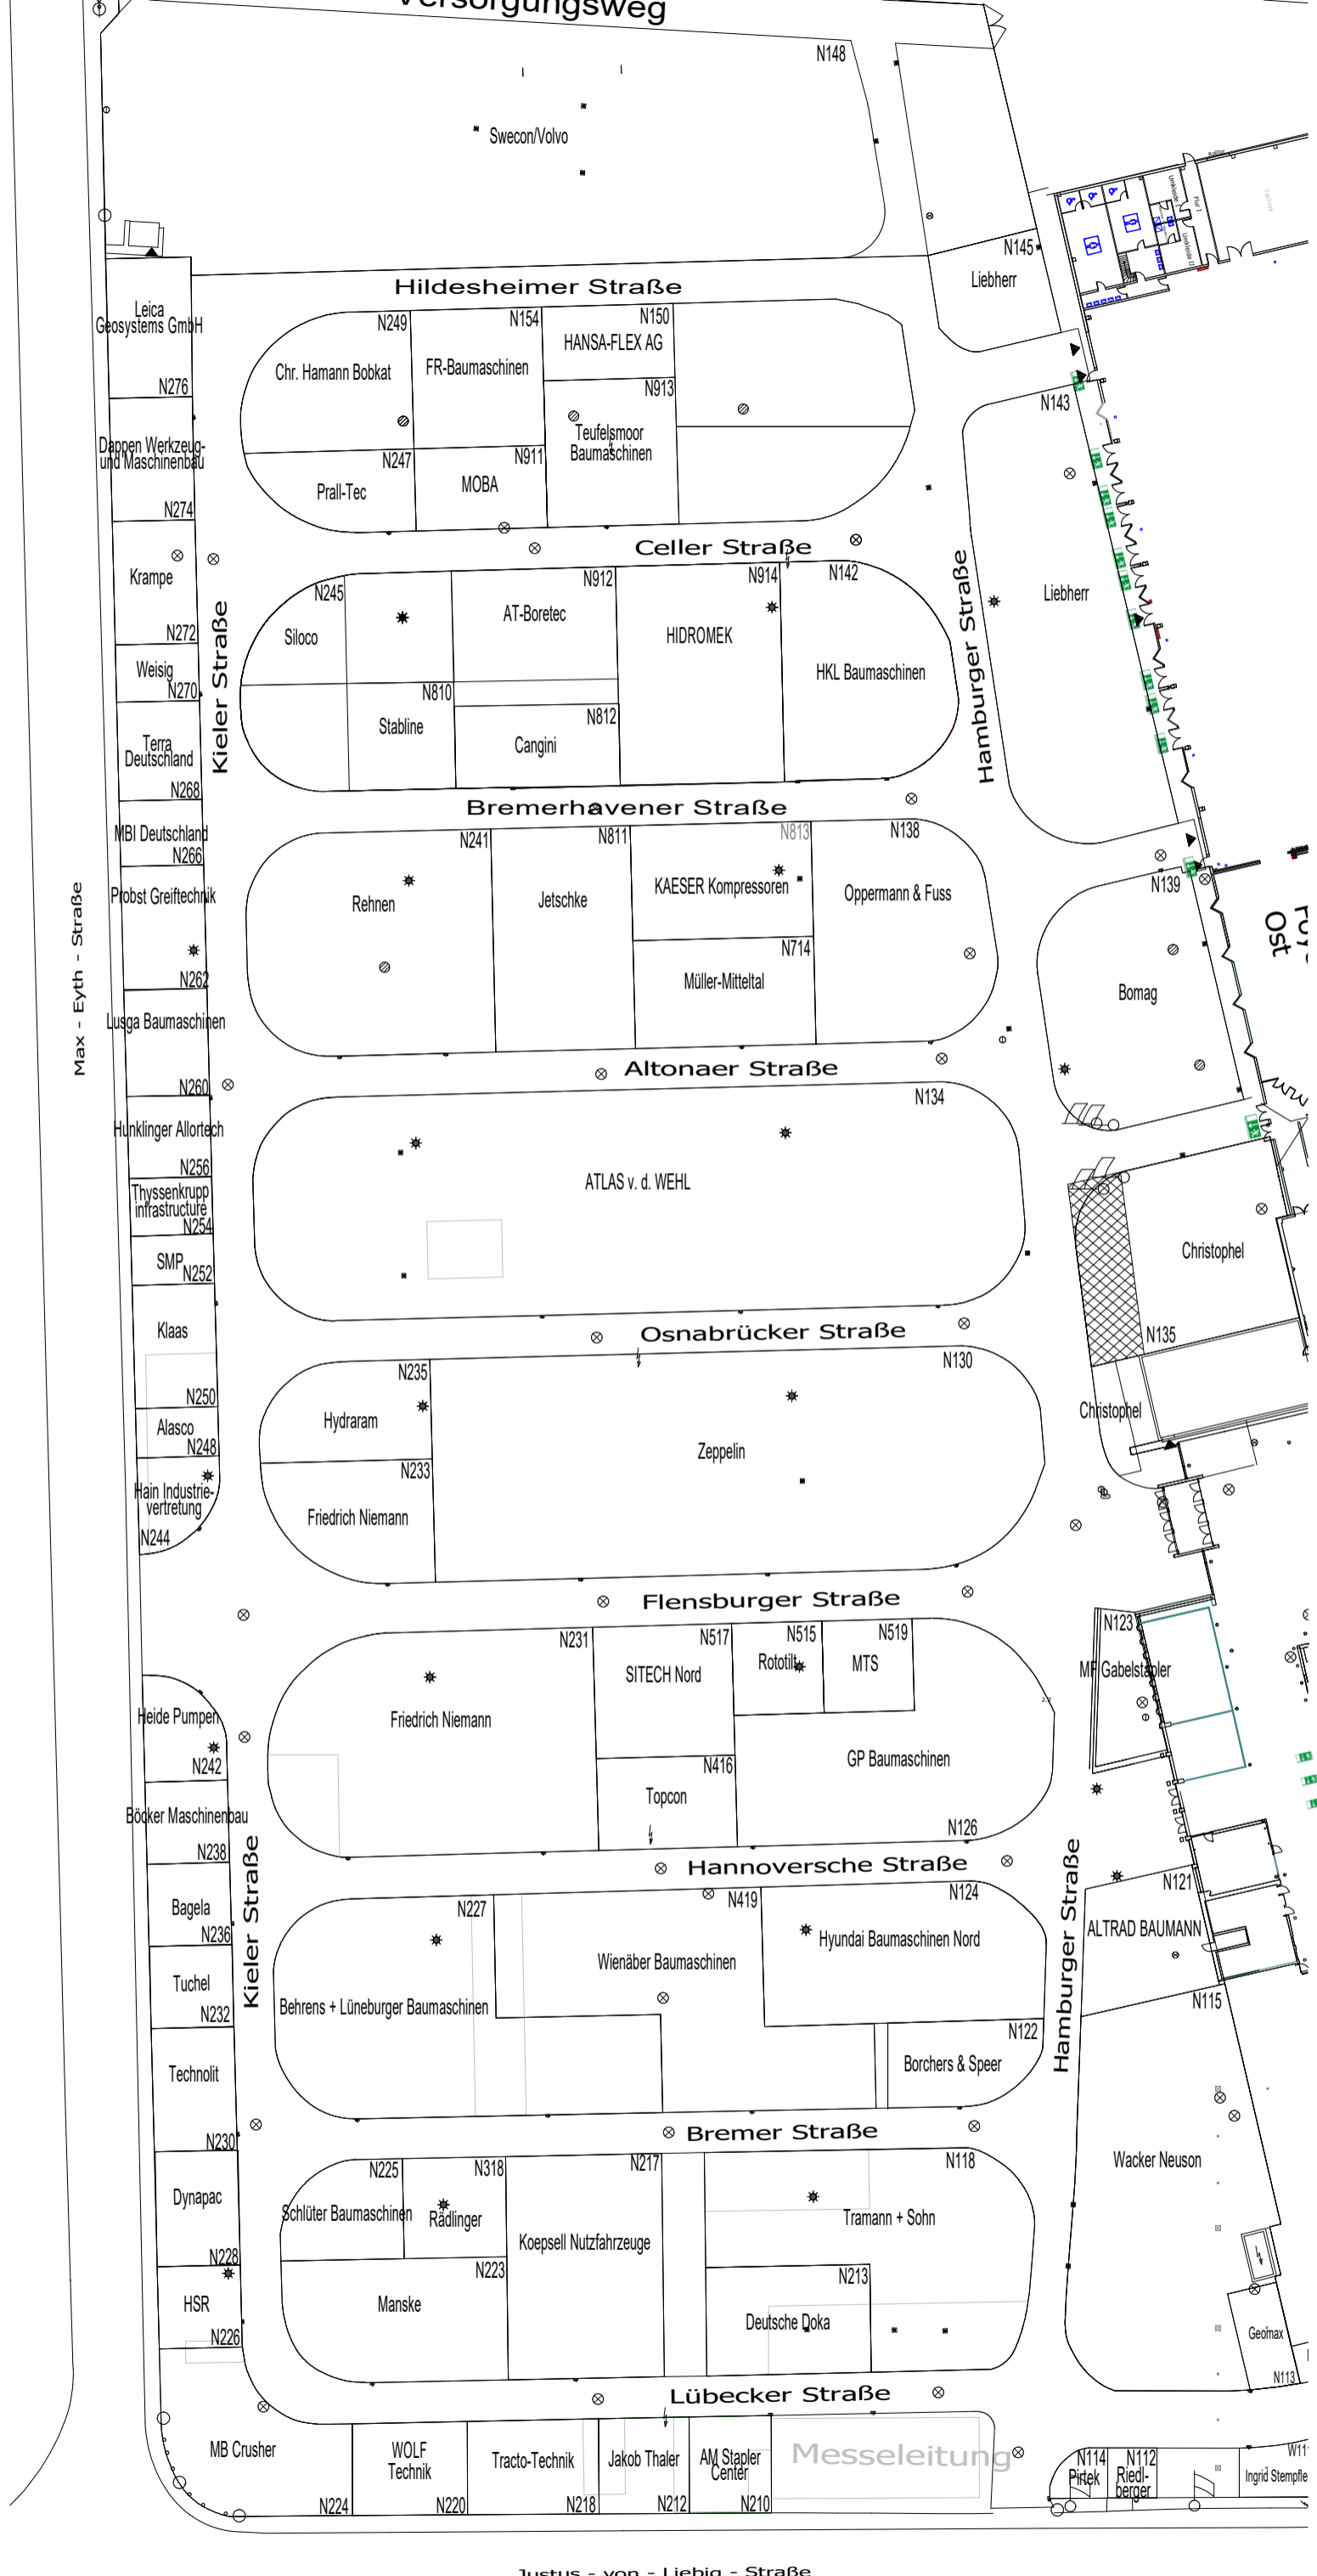 Versorgungsweg
N148
Swecon/Volvo
N145
Liebherr
Umkleide I
Flur I
Umkleide II
Technik
Hildesheimer Straße
Leica
Geosystems GmbH
N276
N249
Chr. Hamann Bobkat
N154
FR-Baumaschinen
N150
HANSA-FLEX AG
N913
Teufelsmoor
Baumaschinen
N247
Prall-Tec
N911
MOBA
N143
Liebherr
Dappen Werkzeug-
und Maschinenbau
N274
Celler Straße
Krampe
N272
Weisig
N270
Terra
Deutschland
N268
Kieler Straße
N245
Siloco
N912
AT-Boretec
N914
HIDROMEK
N142
HKL Baumaschinen
N810
Stabline
N812
Cangini
Hamburger Straße
Bremerhavener Straße
MBI Deutschland
N266
Probst Greiftechnik
N262
Max - Eyth - Straße
N241
Rehnen
N811
Jetschke
N813
KAESER Kompressoren
N714
Müller-Mitteltal
N138
Oppermann & Fuss
N139
Bomag
Ost
Lusga Baumaschinen
N260
Altonaer Straße
Hunklinger Allortech
N256
Thyssenkrupp
infrastructure
N254
SMP
N252
N134
ATLAS v. d. WEHL
Christophel
N135
Klaas
N250
Osnabrücker Straße
N235
Hydraram
N130
Zeppelin
Christophel
Alasco
N248
Hain Industrie-
vertretung
N244
N233
Friedrich Niemann
Flensburger Straße
N231
Friedrich Niemann
N517
SITECH Nord
N515
Rototilt
N519
MTS
N123
MF Gabelstapler
Heide Pumpen
N242
N416
Topcon
GP Baumaschinen
N126
Böcker Maschinenbau
N238
Hannoversche Straße
Kieler Straße
Bagela
N236
Tuchel
N232
N227
Behrens + Lüneburger Baumaschinen
N419
Wienäber Baumaschinen
N124
Hyundai Baumaschinen Nord
N122
Borchers & Speer
Hamburger Straße
N121
ALTRAD BAUMANN
N115
Wacker Neuson
Technolit
N230
Bremer Straße
Dynapac
N228
N225
Schlüter Baumaschinen
N318
Rädlinger
N217
Koepsell Nutzfahrzeuge
N118
Tramann + Sohn
HSR
N226
N223
Manske
N213
Deutsche Doka
Geomax
N113
Lübecker Straße
MB Crusher
N224
WOLF
Technik
N220
Tracto-Technik
N218
Jakob Thaler
N212
AM Stapler
Center
N210
Messeleitung
N114
Pirtek
N112
Riedl-
berger
W11
Ingrid Stempfle
Justus - von - Liebig - Straße